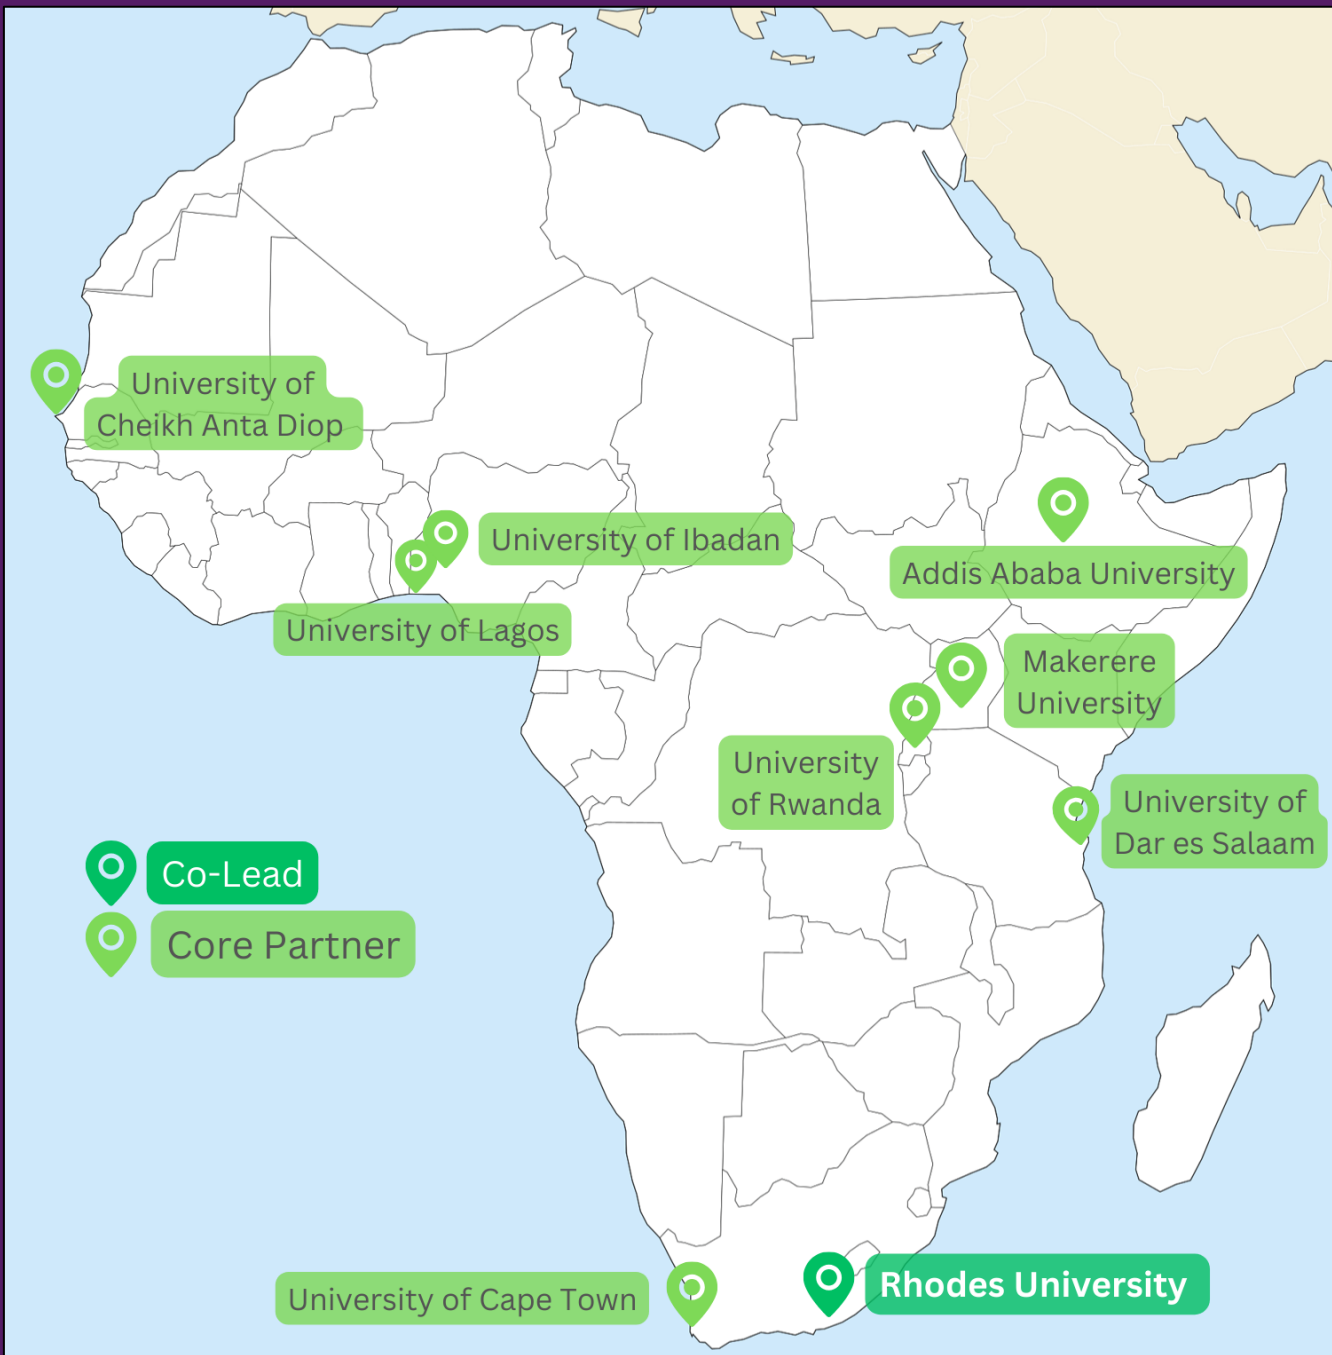 University of
Cheikh Anta Diop
University of Ibadan
Addis Ababa University
University of Lagos
Makerere
University
University
of Rwanda
University of
Dar es Salaam
Co-Lead
Core Partner
University of Cape Town
Rhodes University